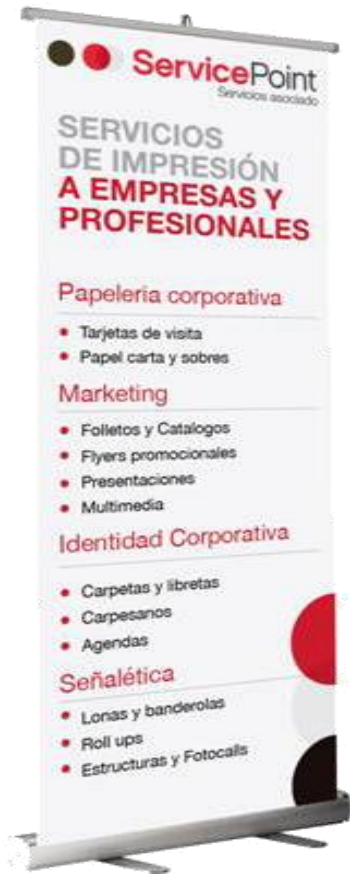 ServicePoint
Servicios asociado
SERVICIOS
DE IMPRESIÓN
A EMPRESAS Y
PROFESIONALES
Papeleria corporativa
Tarjetas de visita
Papel carta y sobres
Marketing
Folletos y Catalogos
Flyers promocionales
Presentaciones
Multimedia
Identidad Corporativa
Carpetas y libretas
Carpesanos
Agendas
Señalética
Lonas y banderolas
Roll ups
Estructuras y Fotocalls